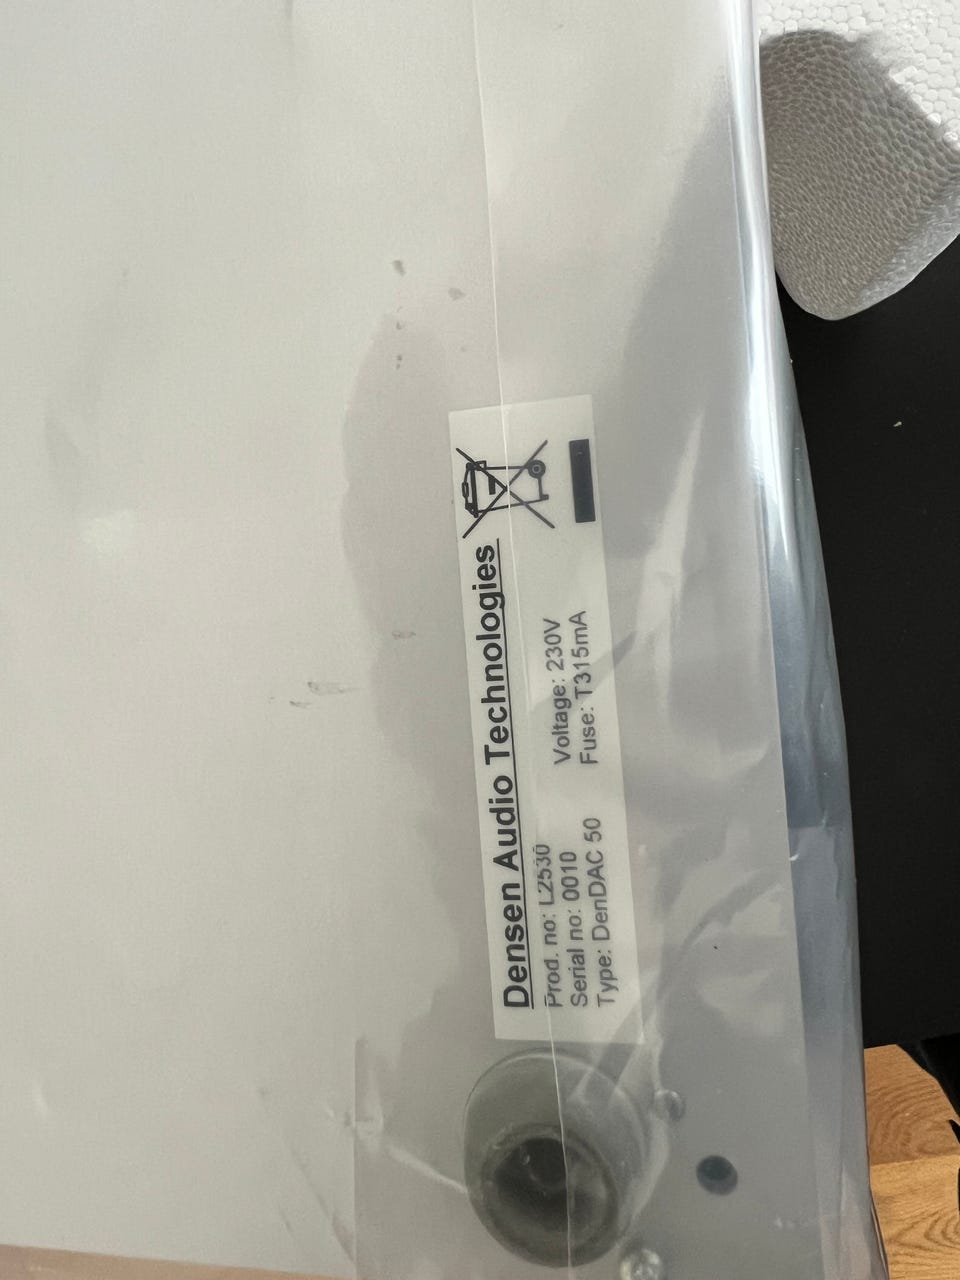 Densen Audio Technologies
Prod. no: L2530
Serial no: 0010
Type: DenDAC 50
Voltage: 230V
Fuse: T315mA